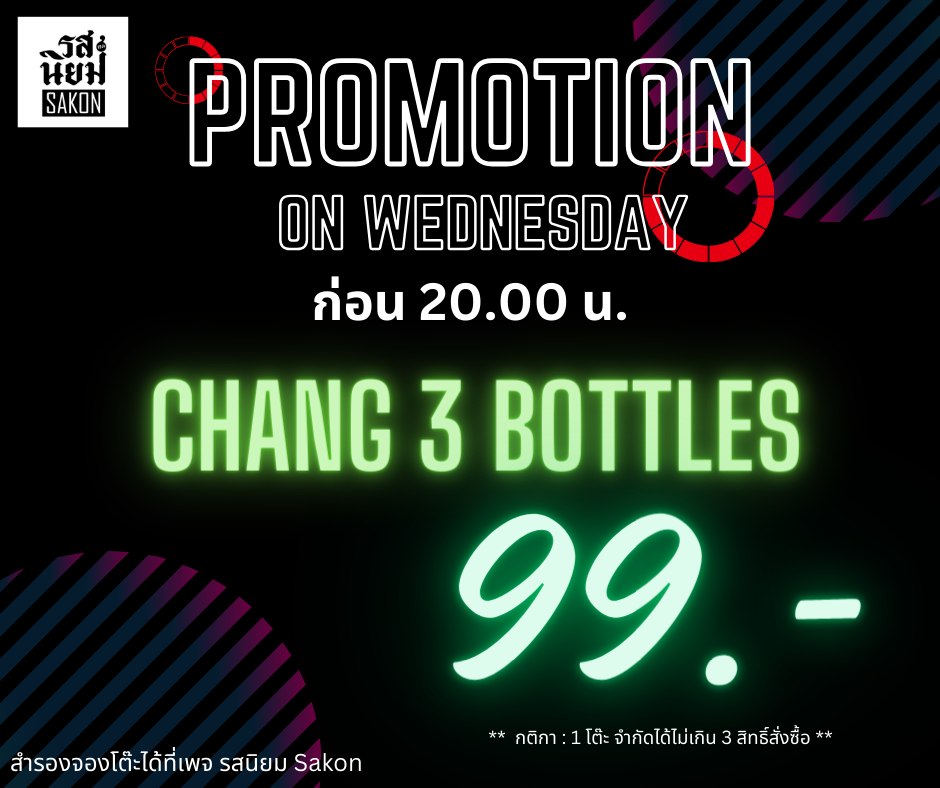 รส
นิยม
SAKON
PROMOTION
ON WEDNESDAY
ก่อน 20.00 น.
CHANG 3 BOTTLES
99.-
** กติกา : 1 โต๊ะ จำกัดได้ไม่เกิน 3 สิทธิ์สั่งซื้อ **
สำรองจองโต๊ะได้ที่เพจ รสนิยม Sakon